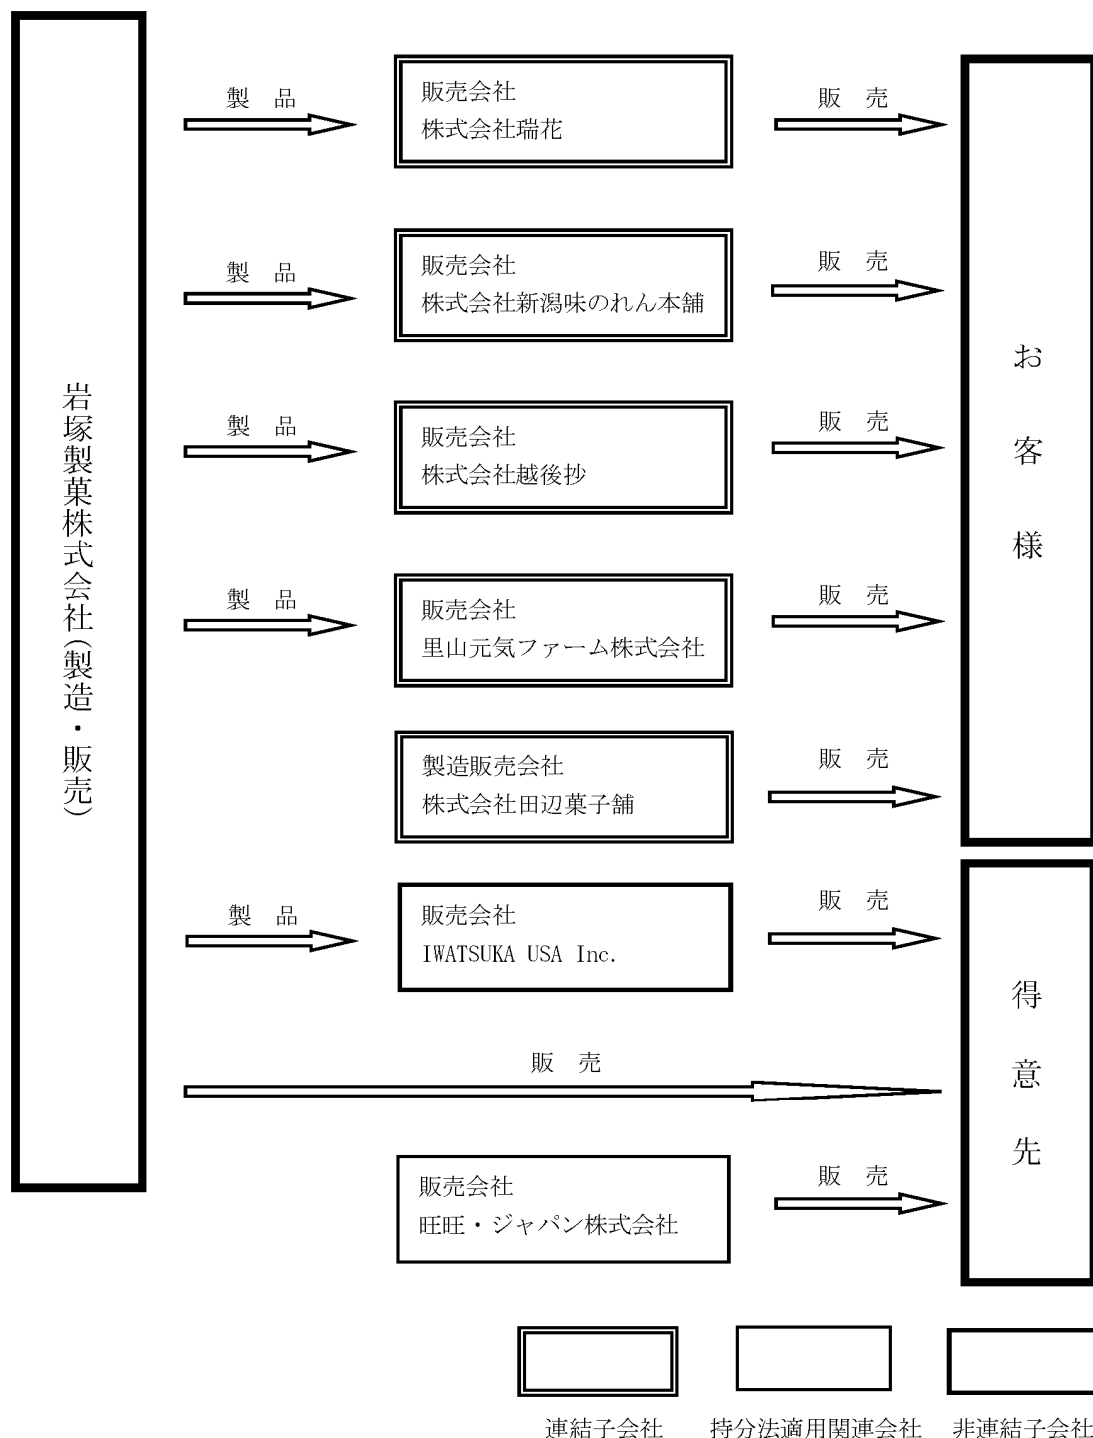 岩塚製菓株式会社(製造・販売)
製 品
販売会社
株式会社瑞花
販 売
製 品
販売会社
株式会社新潟味のれん本舗
販 売
製 品
販売会社
株式会社越後抄
販 売
製 品
販売会社
里山元気ファーム株式会社
販 売
製造販売会社
株式会社田辺菓子舗
販 売
お客様
製 品
販売会社
IWATSUKA USA Inc.
販 売
販 売
販売会社
旺旺・ジャパン株式会社
販 売
得意先
連結子会社
持分法適用関連会社
非連結子会社